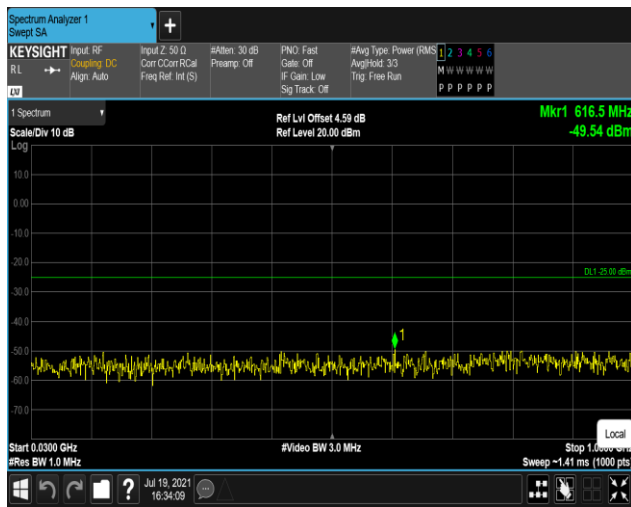 Spectrum Analyzer 1
Swept SA
+
KEYSIGHT
RL
LXI
Input: RF
Coupling: DC
Align: Auto
Input Z: 50 Ω
Corr CCorr RCal
Freq Ref: Int (S)
#Atten: 30 dB
Preamp: Off
PNO: Fast
Gate: Off
IF Gain: Low
Sig Track: Off
#Avg Type: Power (RMS
Avg|Hold: 3/3
Trig: Free Run
1 2 3 4 5 6
M W W W W W
P P P P P P
1 Spectrum
Scale/Div 10 dB
Log
Ref Lvl Offset 4.59 dB
Ref Level 20.00 dBm
Mkr1 616.5 MHz
-49.54 dBm
10.0
0.00
-10.0
-20.0
DL1 -25.00 dBm
-30.0
-40.0
1
-50.0
-60.0
-70.0
Local
Start 0.0300 GHz
#Res BW 1.0 MHz
#Video BW 3.0 MHz
Stop
Sweep ~1.41 ms (1000 pts)
?
Jul 19, 2021
16:34:09